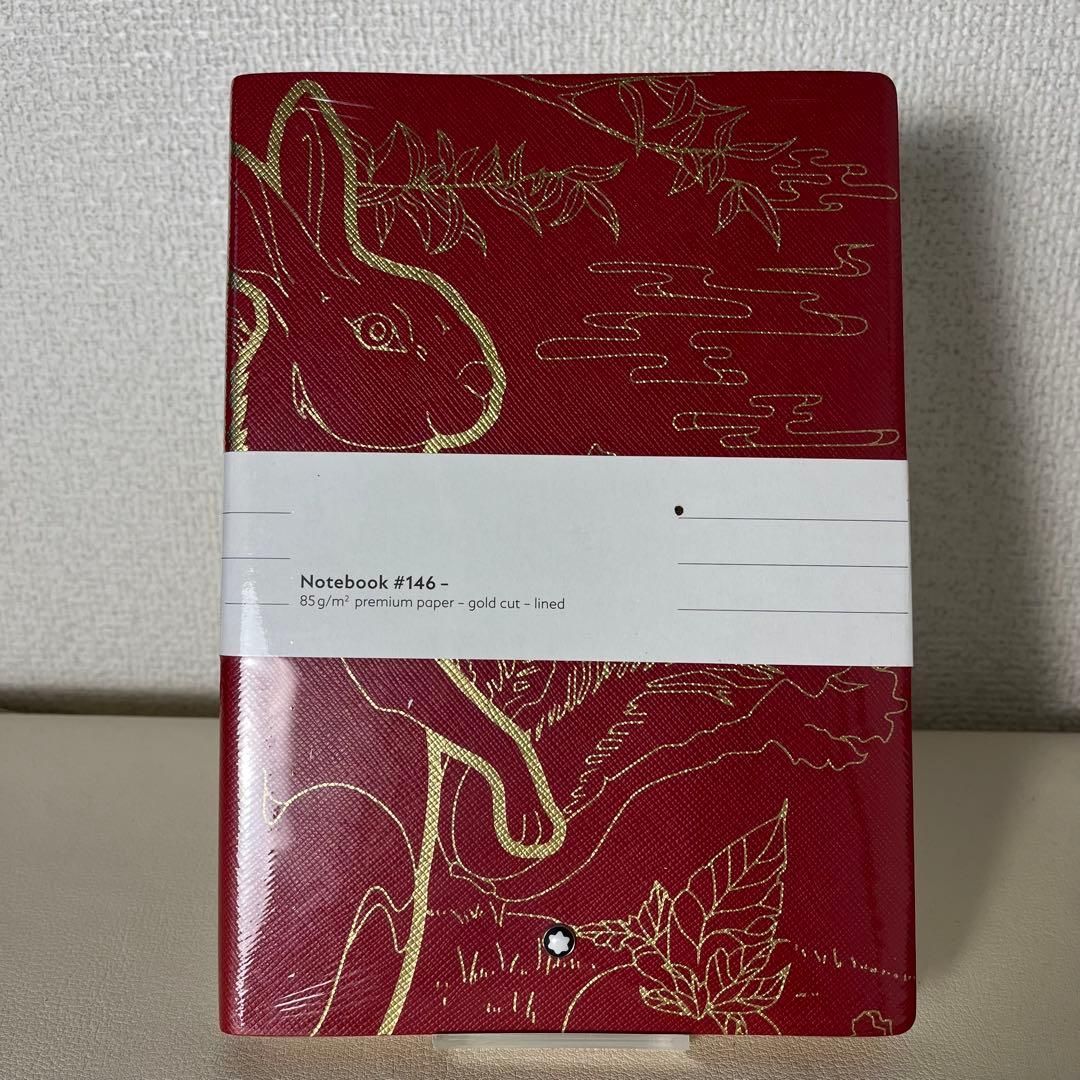 Notebook #146 –
85 g/m² premium paper – gold cut – lined